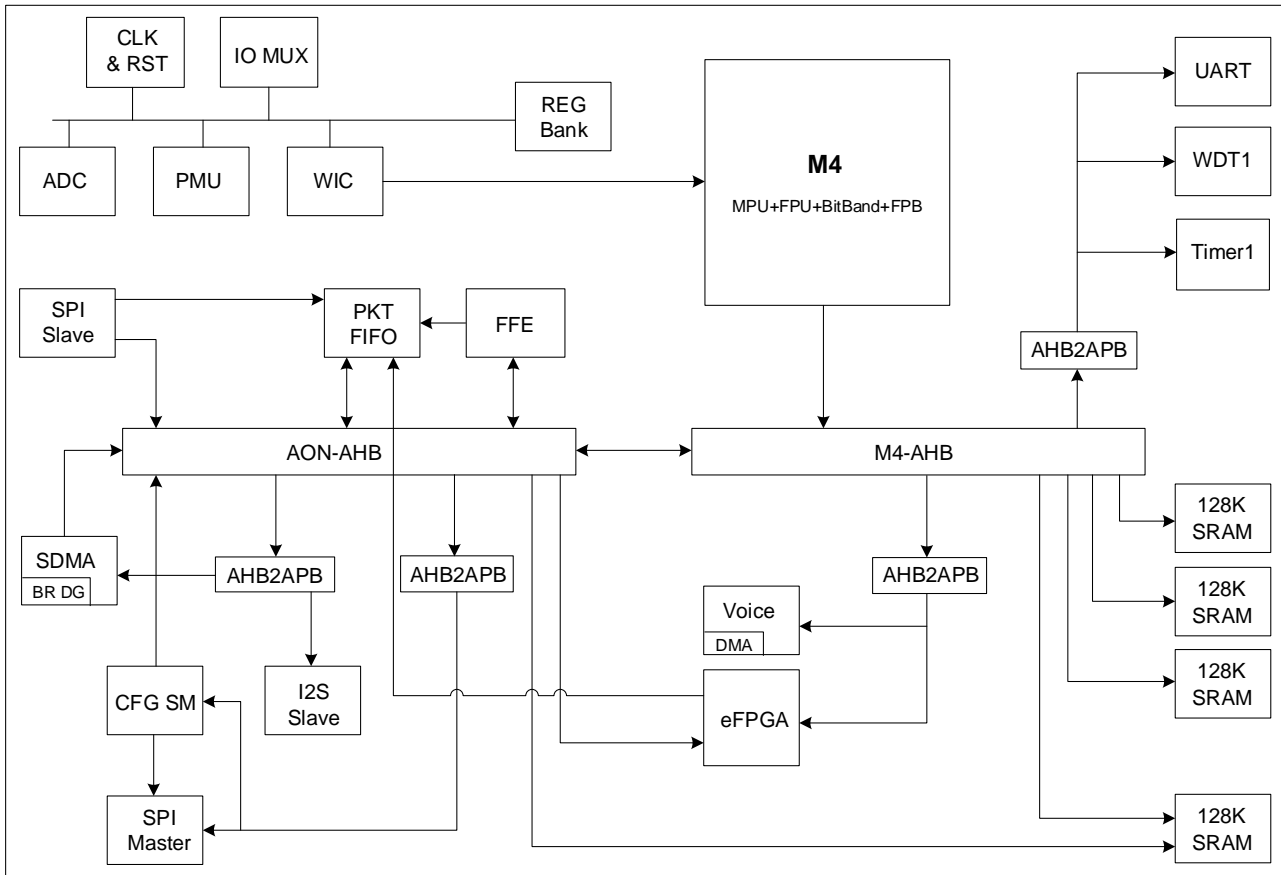 CLK
& RST
IO MUX
REG
Bank
ADC
PMU
WIC
M4
MPU+FPU+BitBand+FPB
UART
WDT1
Timer1
AHB2APB
SPI
Slave
PKT
FIFO
FFE
AON-AHB
M4-AHB
SDMA
BR DG
AHB2APB
AHB2APB
AHB2APB
128K
SRAM
128K
SRAM
128K
SRAM
Voice
DMA
CFG SM
I2S
Slave
eFPGA
SPI
Master
128K
SRAM